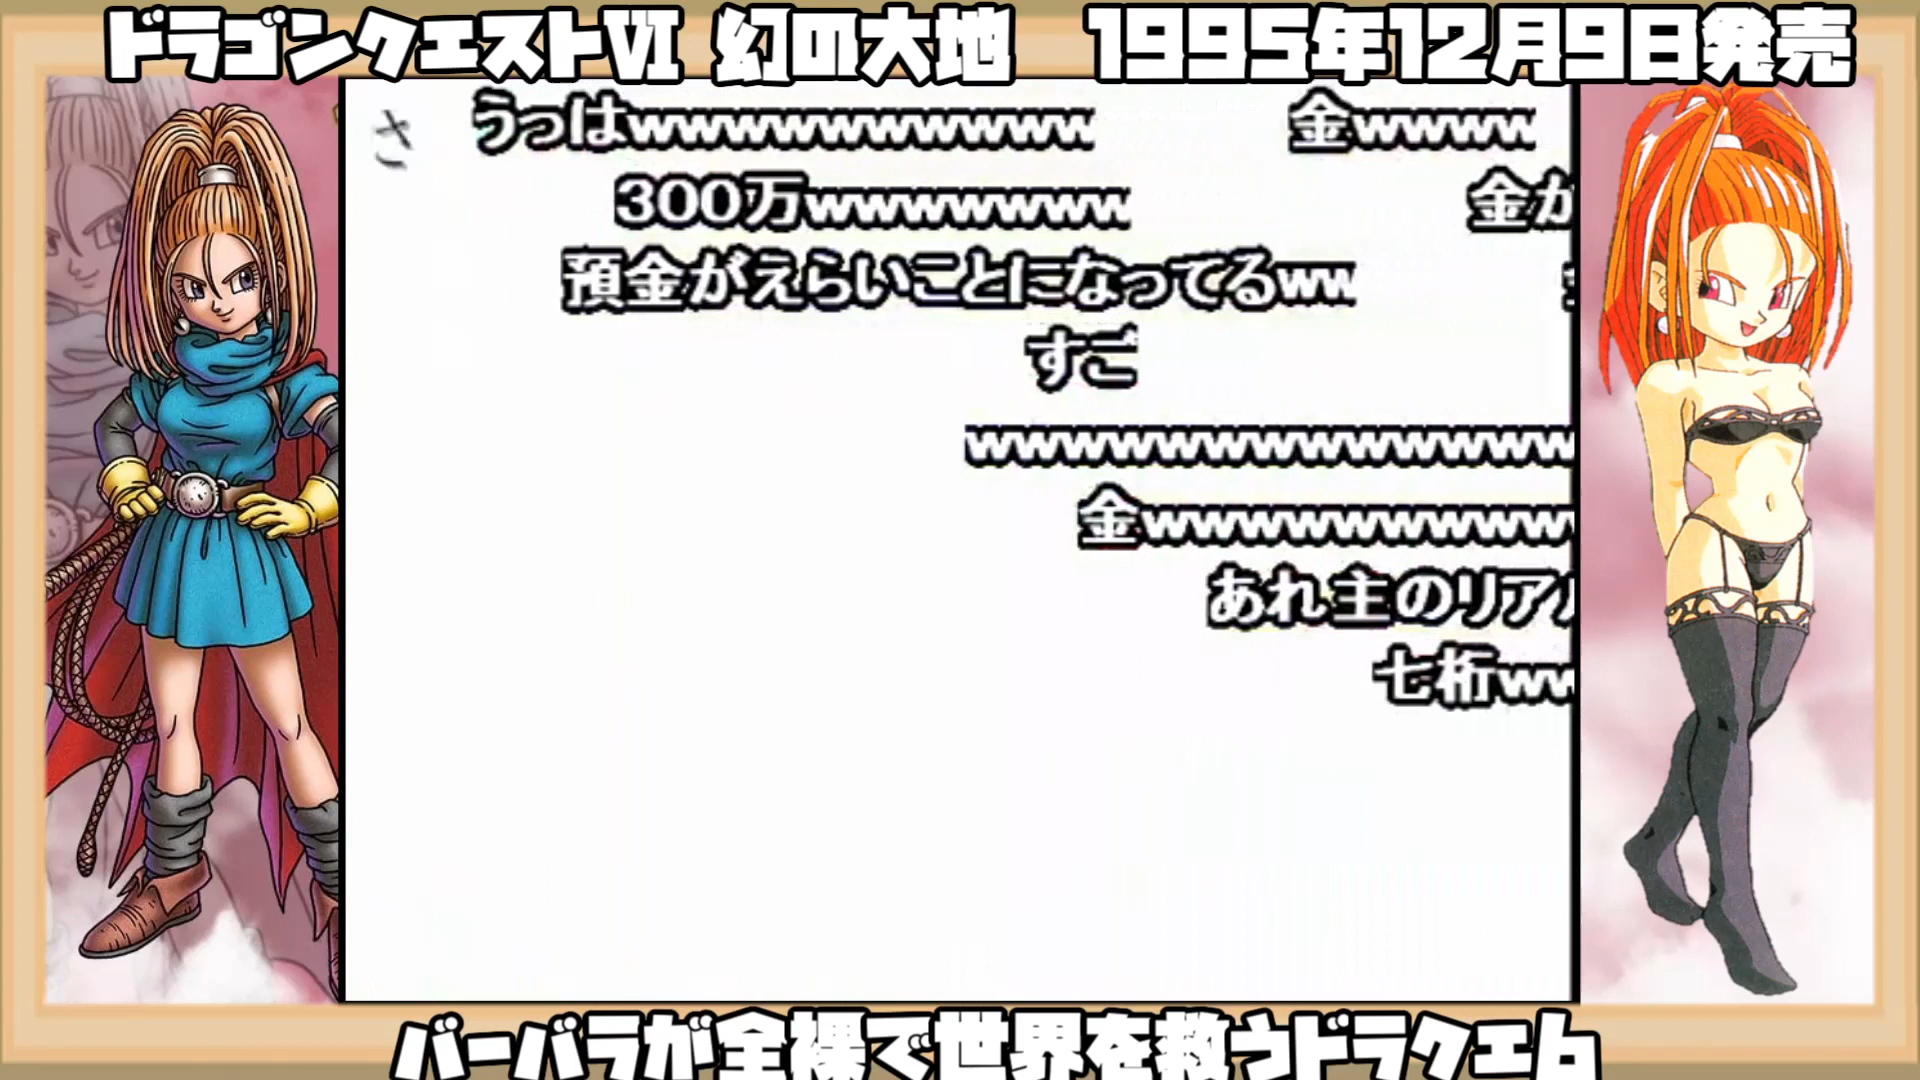 ドラゴンクエストVI 幻の大地　1995年12月9日発売
さ
うっはwwwwwwwwwwwww　金wwwww
300万wwwwwwwww　金か
預金がえらいことになってるww
すご
wwwwwwwwwwwwwwwww
金wwwwwwwwwwww
あれ主のリアル
七桁ww
バーバラが全裸で世界を救うドラクエ6